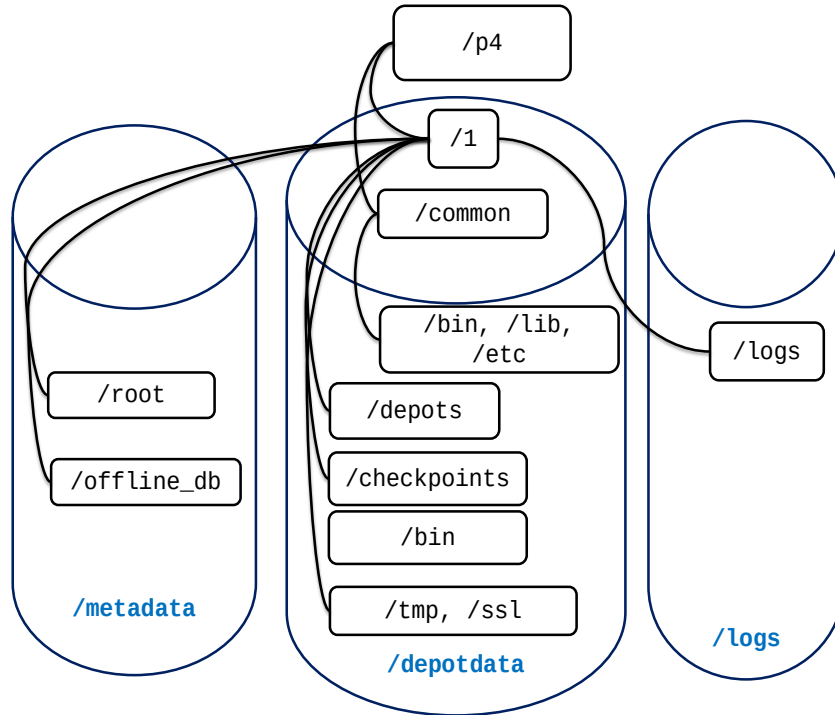 /p4
/1
/common
/bin, /lib,
/etc
/logs
/root
/depots
/offline_db
/checkpoints
/bin
/tmp, /ssl
/metadata
/depotdata
/logs